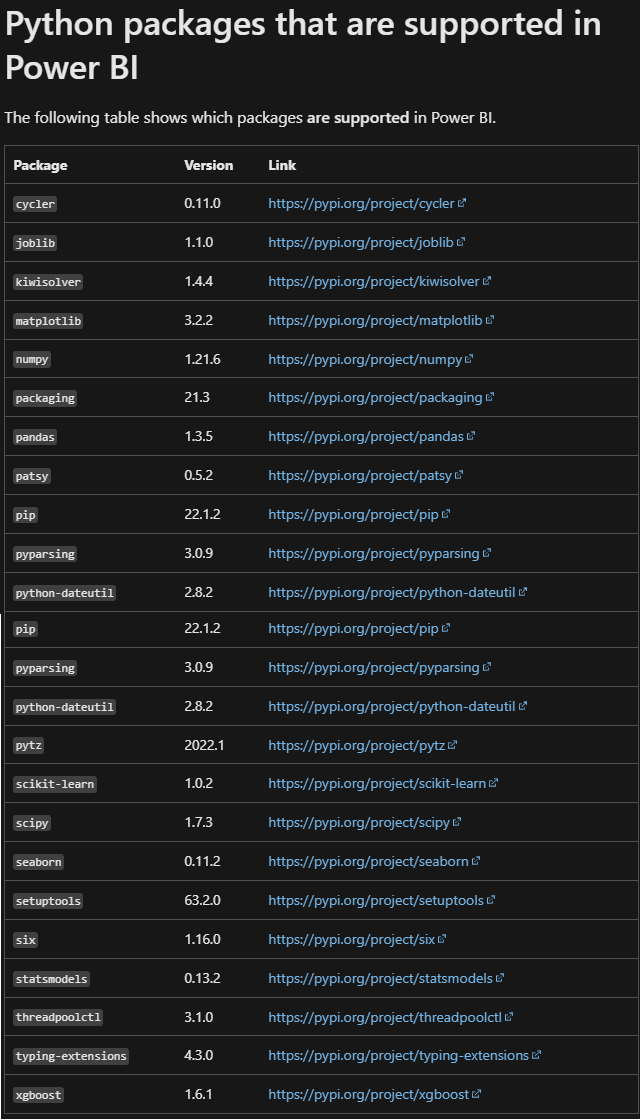 Python packages that are supported in
Power BI
The following table shows which packages are supported in Power BI.
Package Version Link
cycler 0.11.0 https://pypi.org/project/cycler
joblib 1.1.0 https://pypi.org/project/joblib
kiwisolver 1.4.4 https://pypi.org/project/kiwisolver
matplotlib 3.2.2 https://pypi.org/project/matplotlib
numpy 1.21.6 https://pypi.org/project/numpy
packaging 21.3 https://pypi.org/project/packaging
pandas 1.3.5 https://pypi.org/project/pandas
patsy 0.5.2 https://pypi.org/project/patsy
pip 22.1.2 https://pypi.org/project/pip
pyparsing 3.0.9 https://pypi.org/project/pyparsing
python-dateutil 2.8.2 https://pypi.org/project/python-dateutil
pip 22.1.2 https://pypi.org/project/pip
pyparsing 3.0.9 https://pypi.org/project/pyparsing
python-dateutil 2.8.2 https://pypi.org/project/python-dateutil
pytz 2022.1 https://pypi.org/project/pytz
scikit-learn 1.0.2 https://pypi.org/project/scikit-learn
scipy 1.7.3 https://pypi.org/project/scipy
seaborn 0.11.2 https://pypi.org/project/seaborn
setuptools 63.2.0 https://pypi.org/project/setuptools
six 1.16.0 https://pypi.org/project/six
statsmodels 0.13.2 https://pypi.org/project/statsmodels
threadpoolctl 3.1.0 https://pypi.org/project/threadpoolctl
typing-extensions 4.3.0 https://pypi.org/project/typing-extensions
xgboost 1.6.1 https://pypi.org/project/xgboost